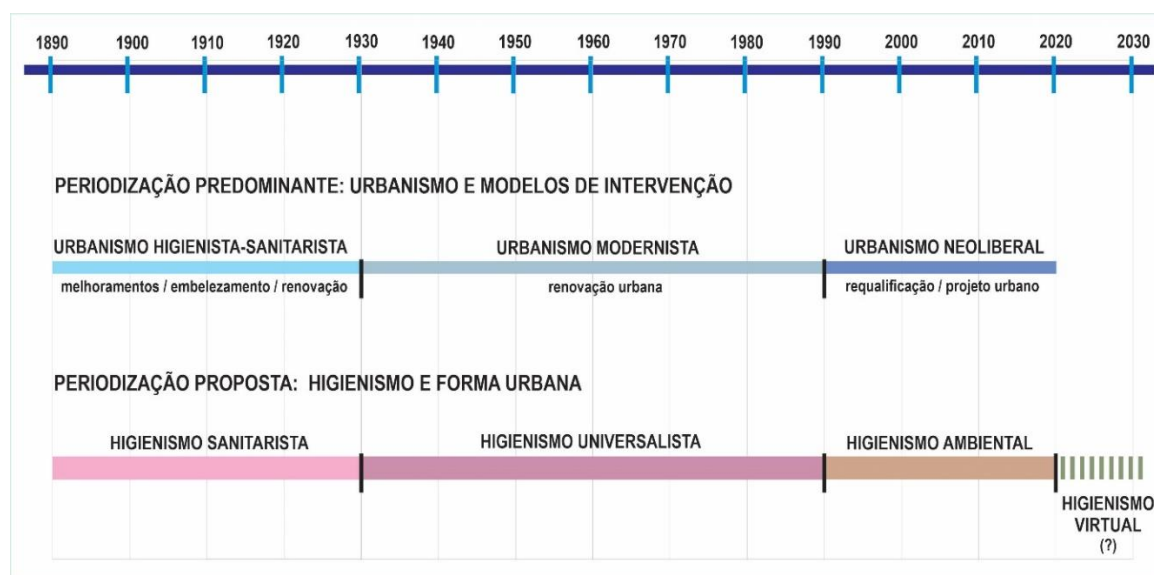 1890 1900 1910 1920 1930 1940 1950 1960 1970 1980 1990 2000 2010 2020 2030
PERIODIZAÇÃO PREDOMINANTE: URBANISMO E MODELOS DE INTERVENÇÃO
URBANISMO HIGIENISTA-SANITARISTA URBANISMO MODERNISTA URBANISMO NEOLIBERAL
melhoramentos / embelezamento / renovação renovação urbana requalificação / projeto urbano
PERIODIZAÇÃO PROPOSTA: HIGIENISMO E FORMA URBANA
HIGIENISMO SANITARISTA HIGIENISMO UNIVERSALISTA HIGIENISMO AMBIENTAL
HIGIENISMO
VIRTUAL
(?)